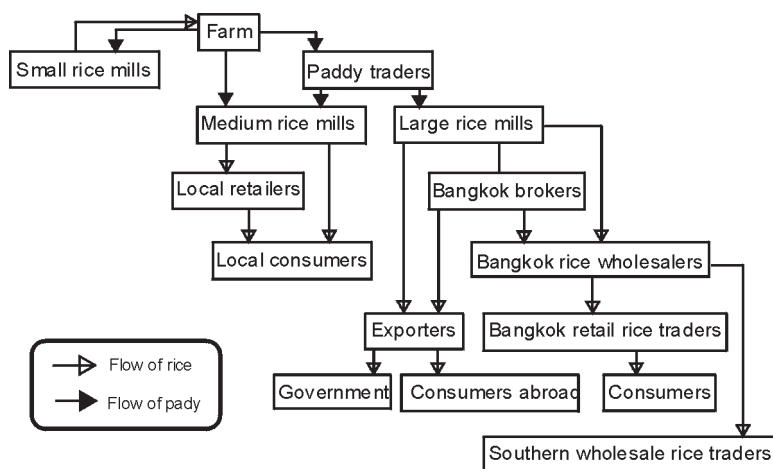 Farm
Small rice mills
Paddy traders
Medium rice mills
Large rice mills
Local retailers
Bangkok brokers
Local consumers
Bangkok rice wholesalers
Exporters
Bangkok retail rice traders
Flow of rice
Flow of pady
Government
Consumers abroad
Consumers
Southern wholesale rice traders